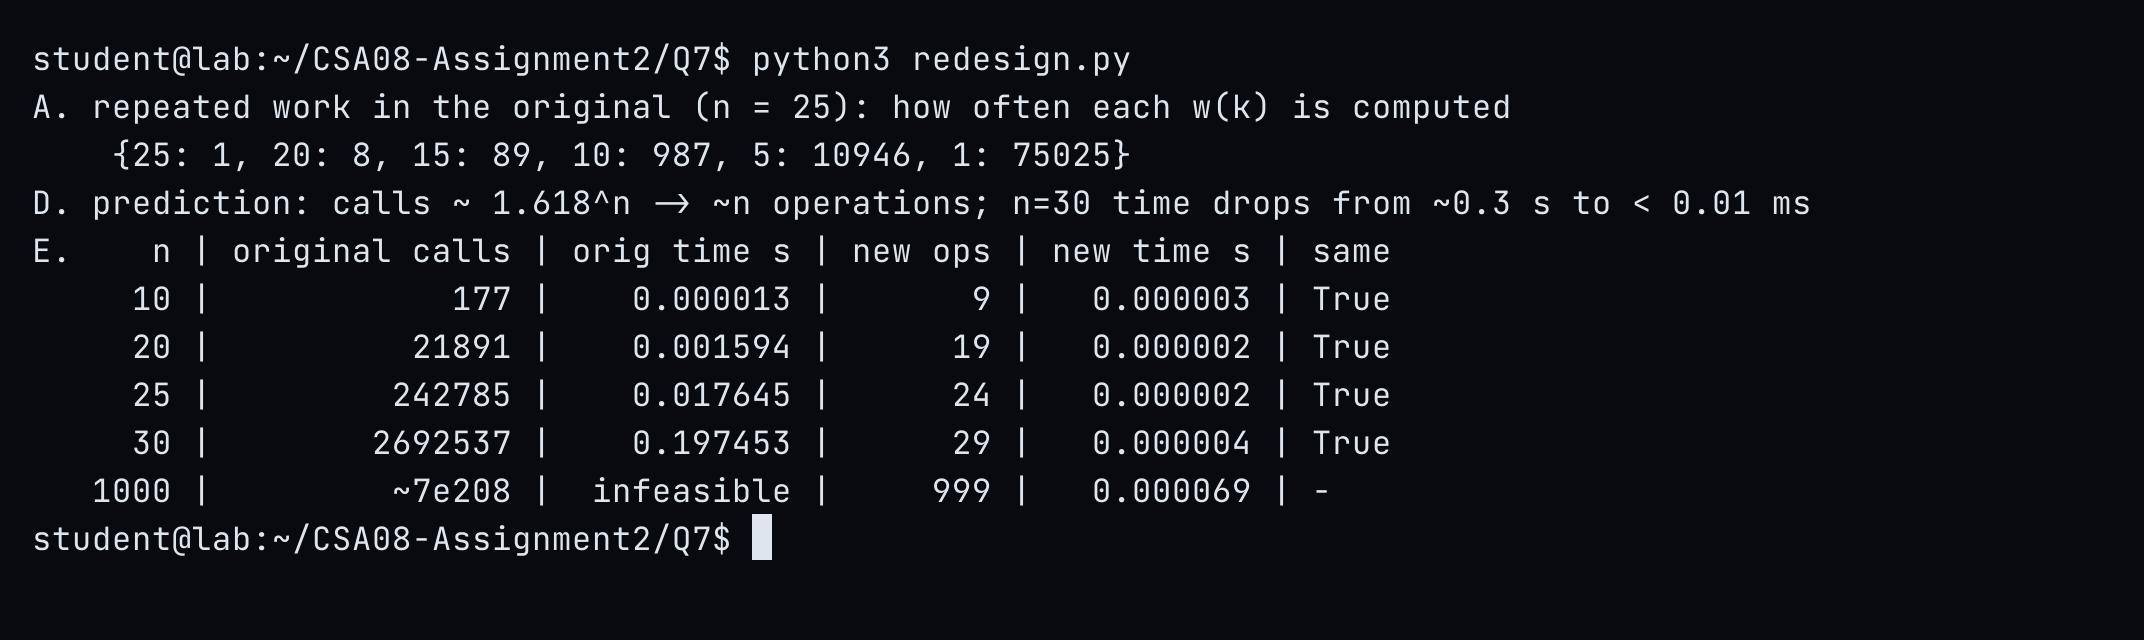 student@lab:~/CSA08-Assignment2/Q7$ python3 redesign.py
A. repeated work in the original (n = 25): how often each w(k) is computed
    {25: 1, 20: 8, 15: 89, 10: 987, 5: 10946, 1: 75025}
D. prediction: calls ~ 1.618^n → ~n operations; n=30 time drops from ~0.3 s to < 0.01 ms
E.    n | original calls | orig time s | new ops | new time s | same
     10 |            177 |    0.000013 |       9 |   0.000003 | True
     20 |          21891 |    0.001594 |      19 |   0.000002 | True
     25 |         242785 |    0.017645 |      24 |   0.000002 | True
     30 |        2692537 |    0.197453 |      29 |   0.000004 | True
   1000 |         ~7e208 |  infeasible |     999 |   0.000069 | -
student@lab:~/CSA08-Assignment2/Q7$